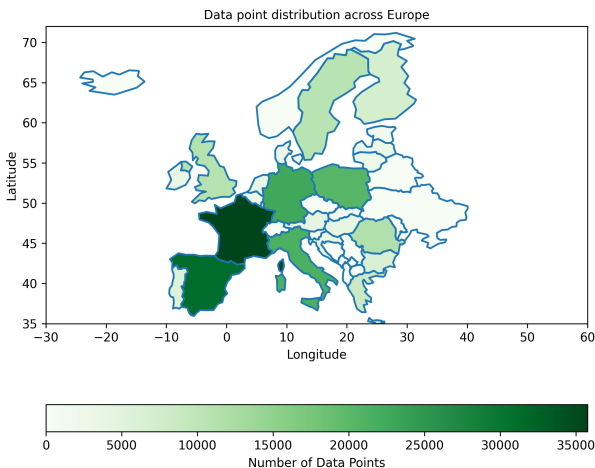 Data point distribution across Europe
70
65
60
55
50
45
40
35
Latitude
−30 −20 −10 0 10 20 30 40 50 60
Longitude
0 5000 10000 15000 20000 25000 30000 35000
Number of Data Points